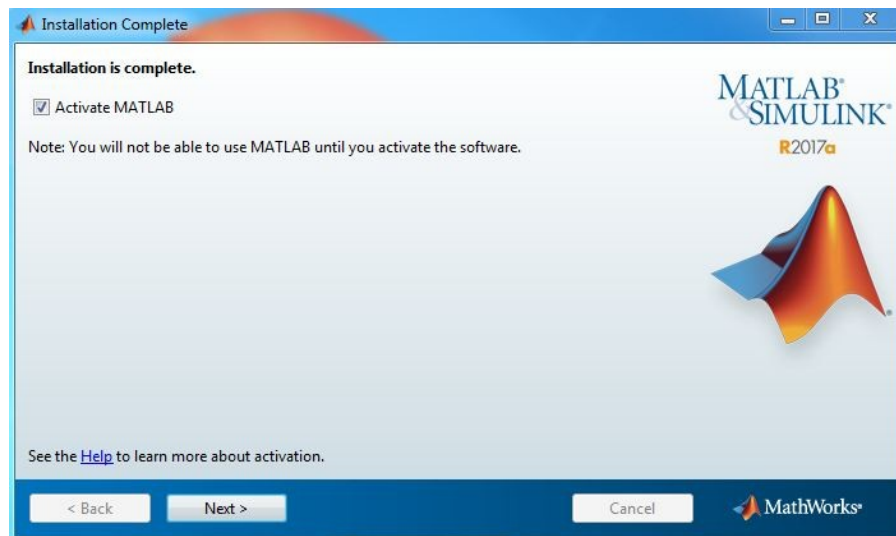 Installation Complete
Installation is complete.
Activate MATLAB
Note: You will not be able to use MATLAB until you activate the software.
MATLAB®
&SIMULINK®
R2017a
®
See the Help to learn more about activation.
< Back
Next >
Cancel
MathWorks®